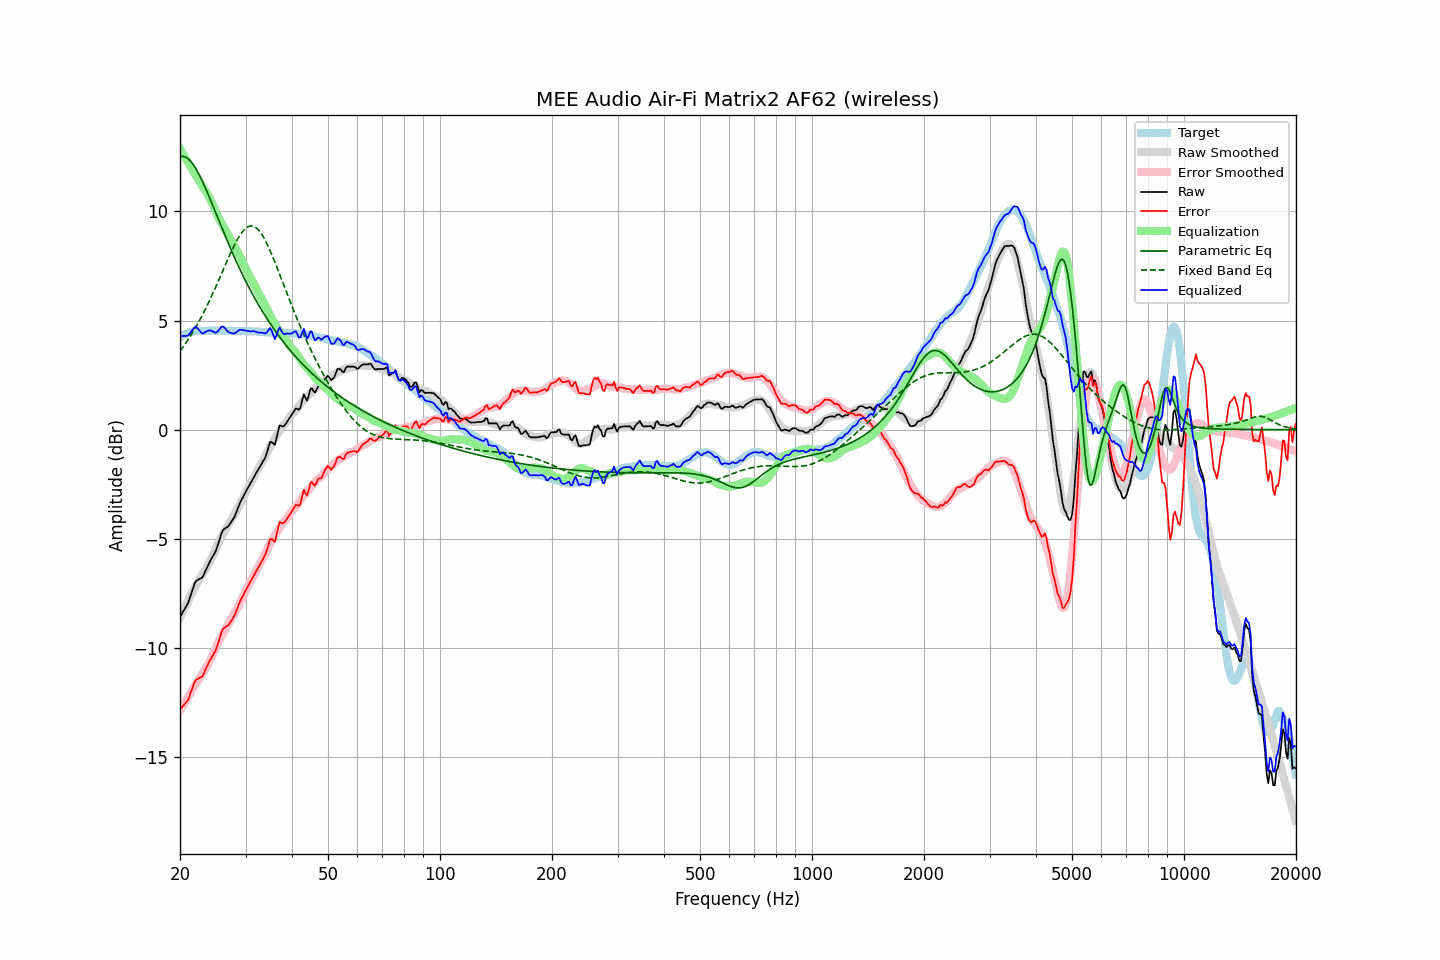 MEE Audio Air-Fi Matrix2 AF62 (wireless)
Target
Raw Smoothed
Error Smoothed
Raw
Error
Equalization
Parametric Eq
Fixed Band Eq
Equalized
Amplitude (dBr)
10
5
0
−5
−10
−15
20 50 100 200 500 1000 2000 5000 10000 20000
Frequency (Hz)